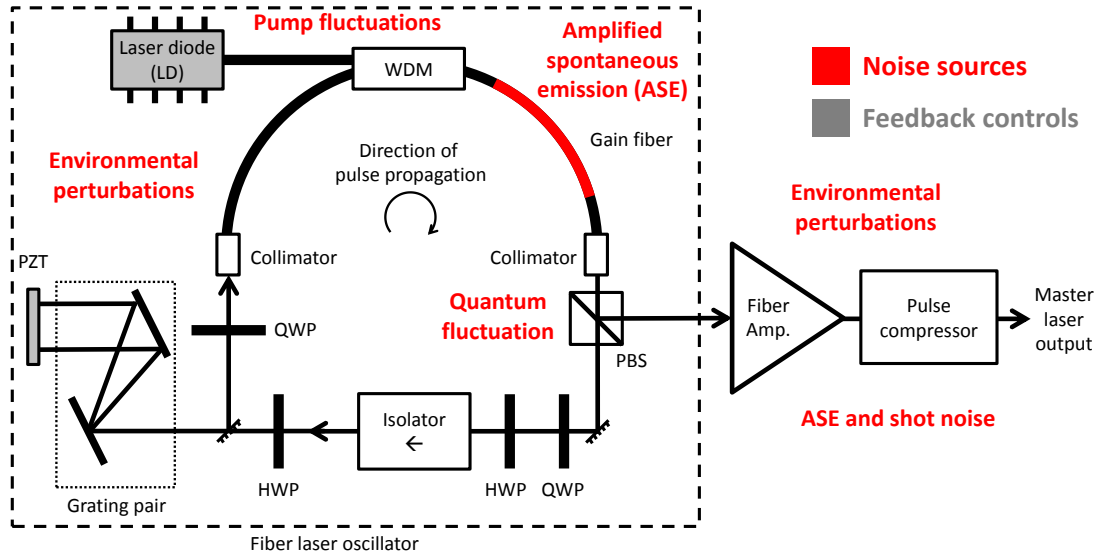 Pump fluctuations
Laser diode
(LD)
WDM
Amplified
spontaneous
emission (ASE)
Noise sources
Feedback controls
Gain fiber
Environmental
perturbations
Direction of
pulse propagation
Environmental
perturbations
Collimator
Collimator
PZT
Quantum
fluctuation
QWP
PBS
Fiber
Amp.
Pulse
compressor
Master
laser
output
Isolator
←
ASE and shot noise
HWP
HWP
QWP
Grating pair
Fiber laser oscillator